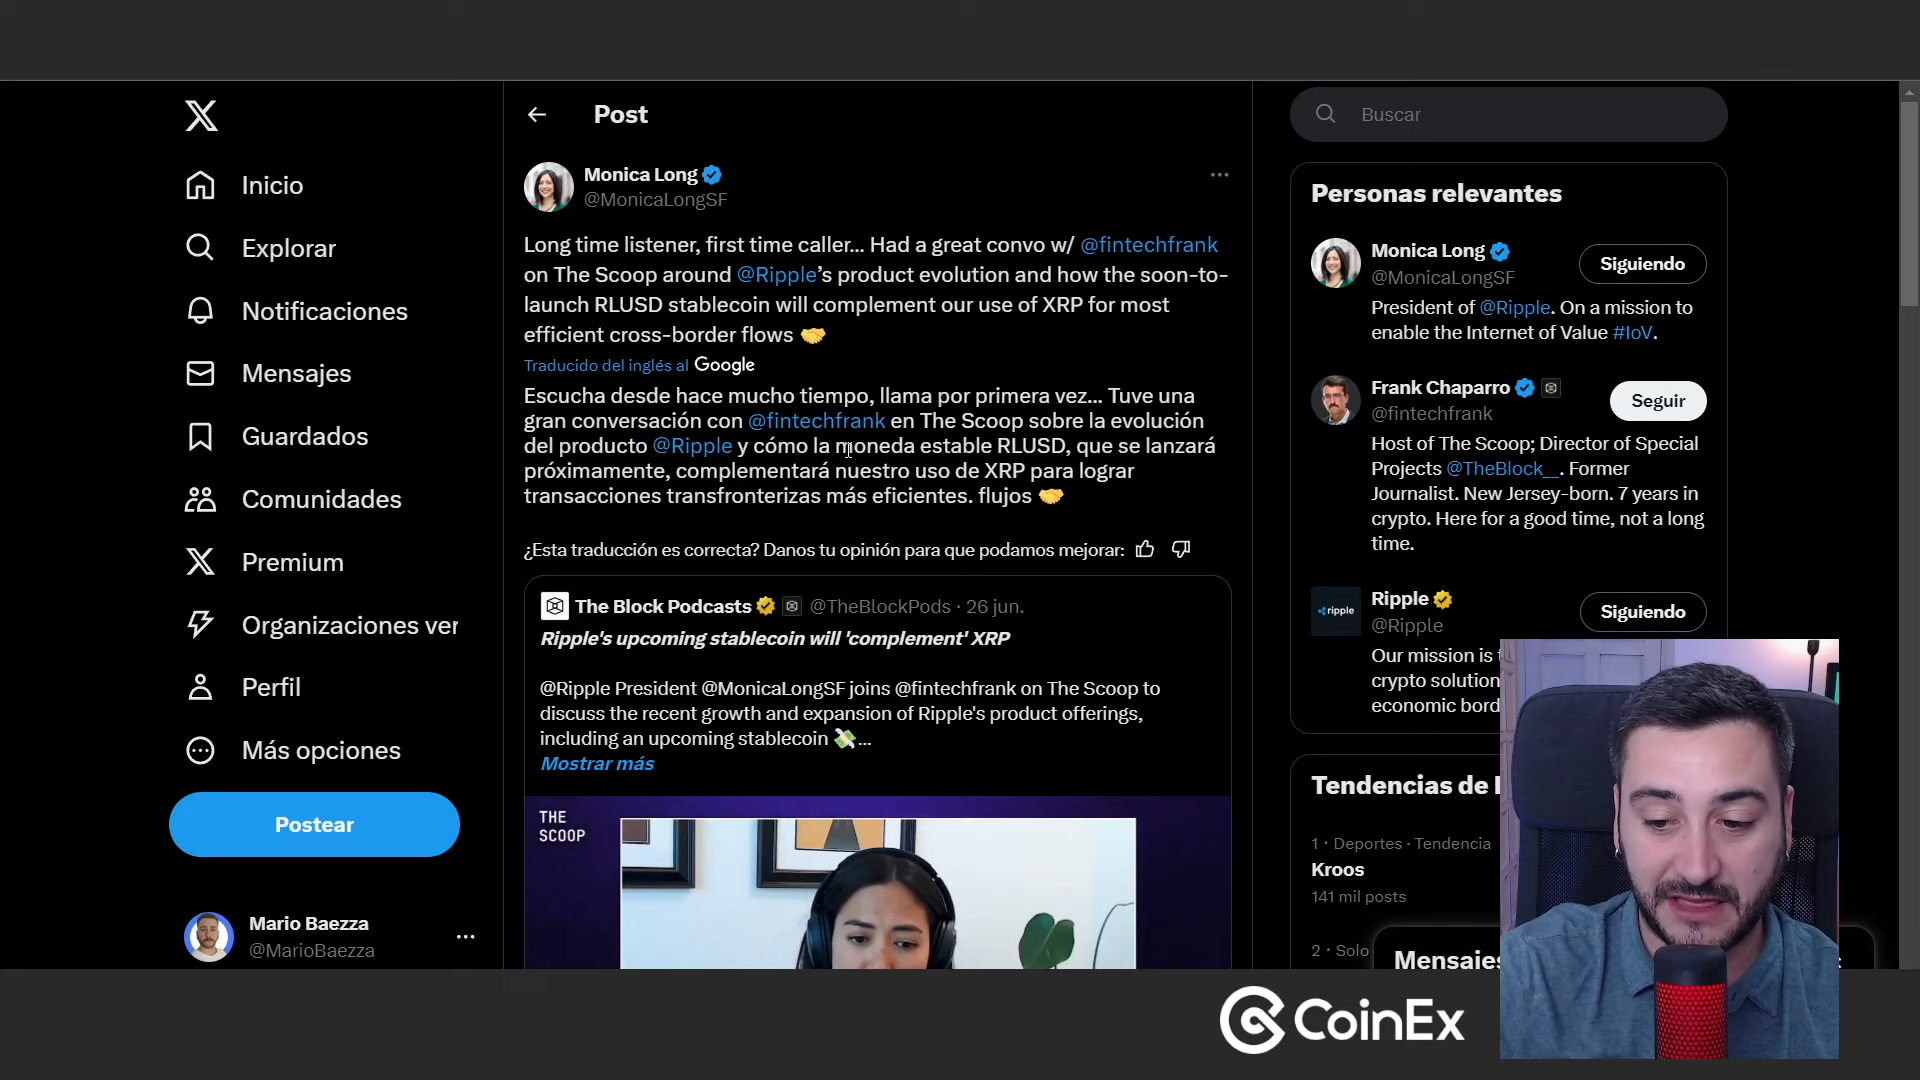 Post
Buscar
Inicio
Explorar
Notificaciones
Mensajes
Guardados
Comunidades
Premium
Organizaciones ver
Perfil
Más opciones
Postear
Mario Baezza
@MarioBaezza
Monica Long
@MonicaLongSF
Long time listener, first time caller... Had a great convo w/ @fintechfrank
on The Scoop around @Ripple’s product evolution and how the soon-to-
launch RLUSD stablecoin will complement our use of XRP for most
efficient cross-border flows 🤝
Traducido del inglés al Google
Escucha desde hace mucho tiempo, llama por primera vez... Tuve una
gran conversación con @fintechfrank en The Scoop sobre la evolución
del producto @Ripple y cómo la moneda estable RLUSD, que se lanzará
próximamente, complementará nuestro uso de XRP para lograr
transacciones transfronterizas más eficientes. flujos 🤝
¿Esta traducción es correcta? Danos tu opinión para que podamos mejorar:
The Block Podcasts @TheBlockPods · 26 jun.
Ripple's upcoming stablecoin will 'complement' XRP
@Ripple President @MonicaLongSF joins @fintechfrank on The Scoop to
discuss the recent growth and expansion of Ripple's product offerings,
including an upcoming stablecoin 💸...
Mostrar más
THE
SCOOP
Personas relevantes
Monica Long
@MonicaLongSF
Siguiendo
President of @Ripple. On a mission to
enable the Internet of Value #IoV.
Frank Chaparro
@fintechfrank
Seguir
Host of The Scoop; Director of Special
Projects @TheBlock__. Former
Journalist. New Jersey-born. 7 years in
crypto. Here for a good time, not a long
time.
ripple
Ripple
@Ripple
Siguiendo
Our mission is
crypto solution
economic bord
Tendencias de
1 · Deportes · Tendencia
Kroos
141 mil posts
2 · Solo
Mensajes
CoinEx